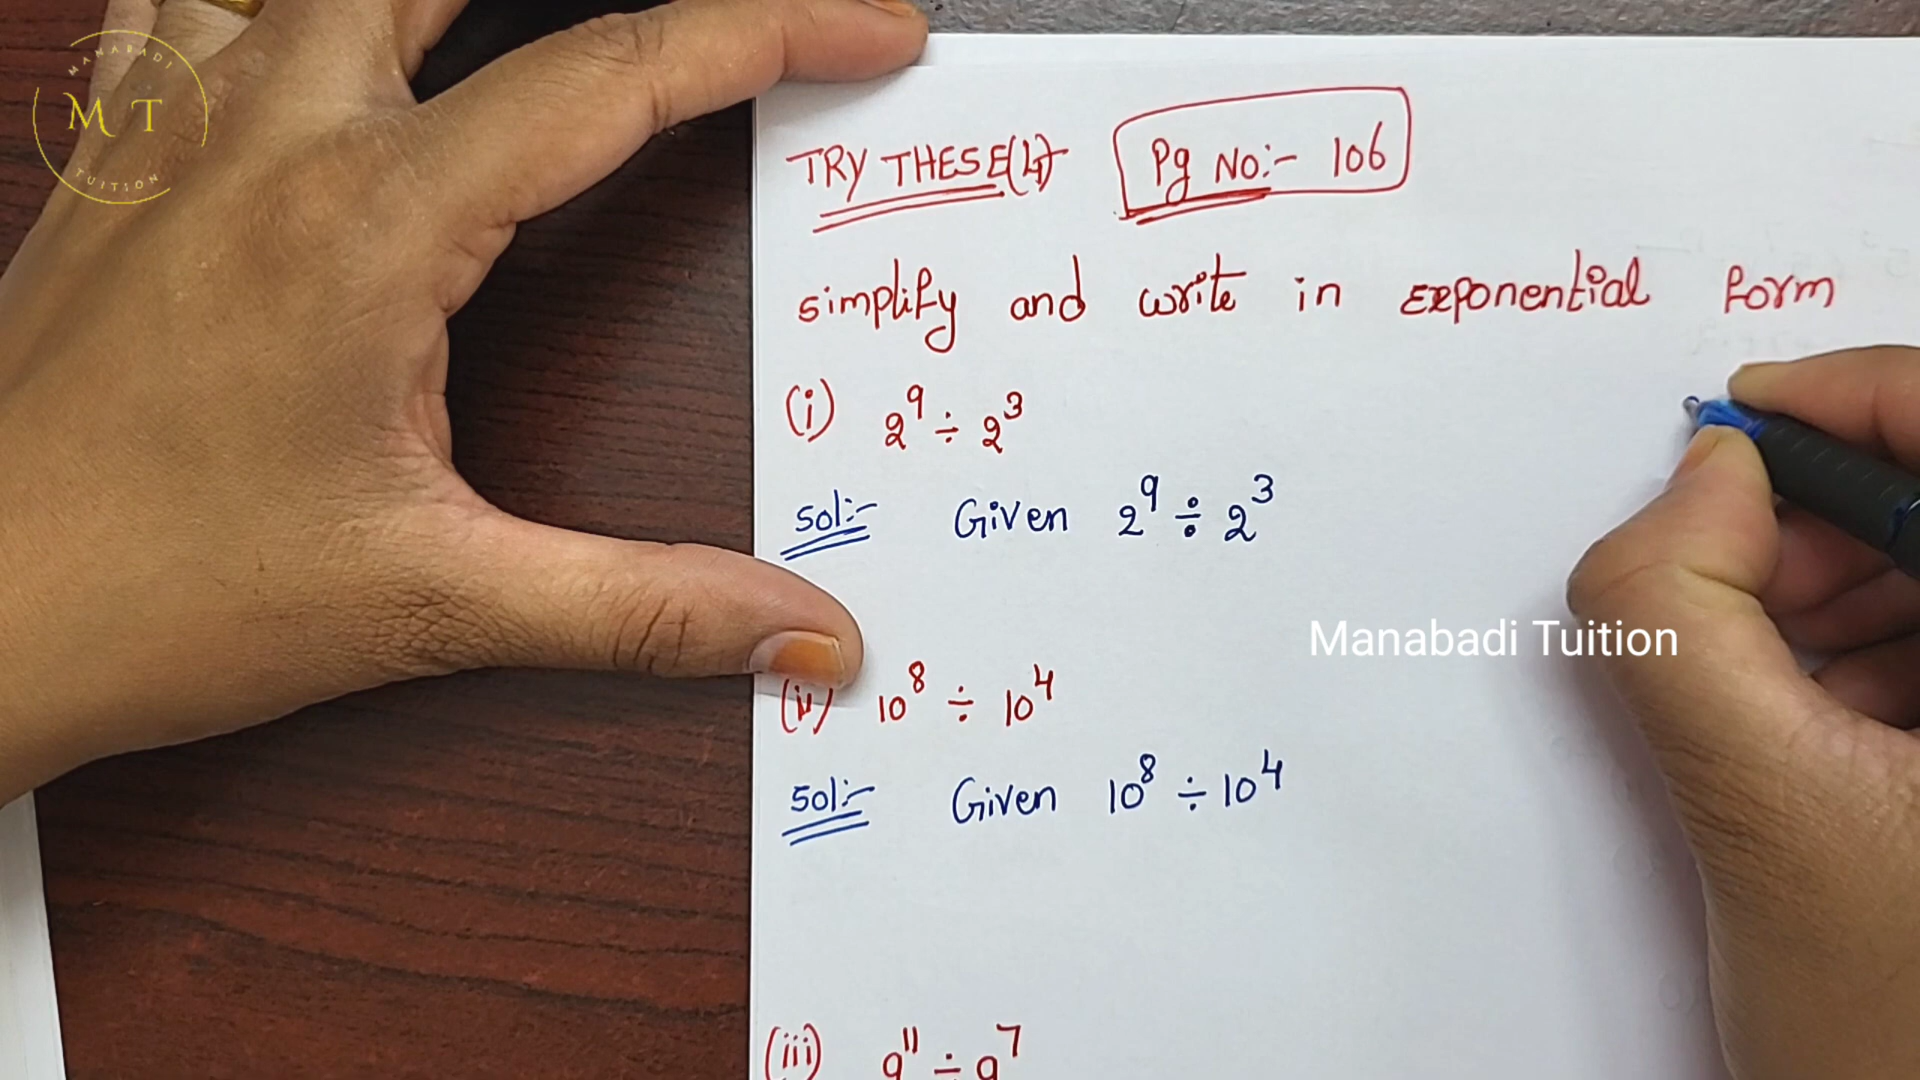 MANABADI
M T
TUITION
TRY THESE(4) Pg No:- 106
simplify and write in exponential form
(i) 2⁹ ÷ 2³
Sol:- Given 2⁹ ÷ 2³
Manabadi Tuition
(ii) 10⁸ ÷ 10⁴
Sol:- Given 10⁸ ÷ 10⁴
(iii) 9¹¹ ÷ 9⁷